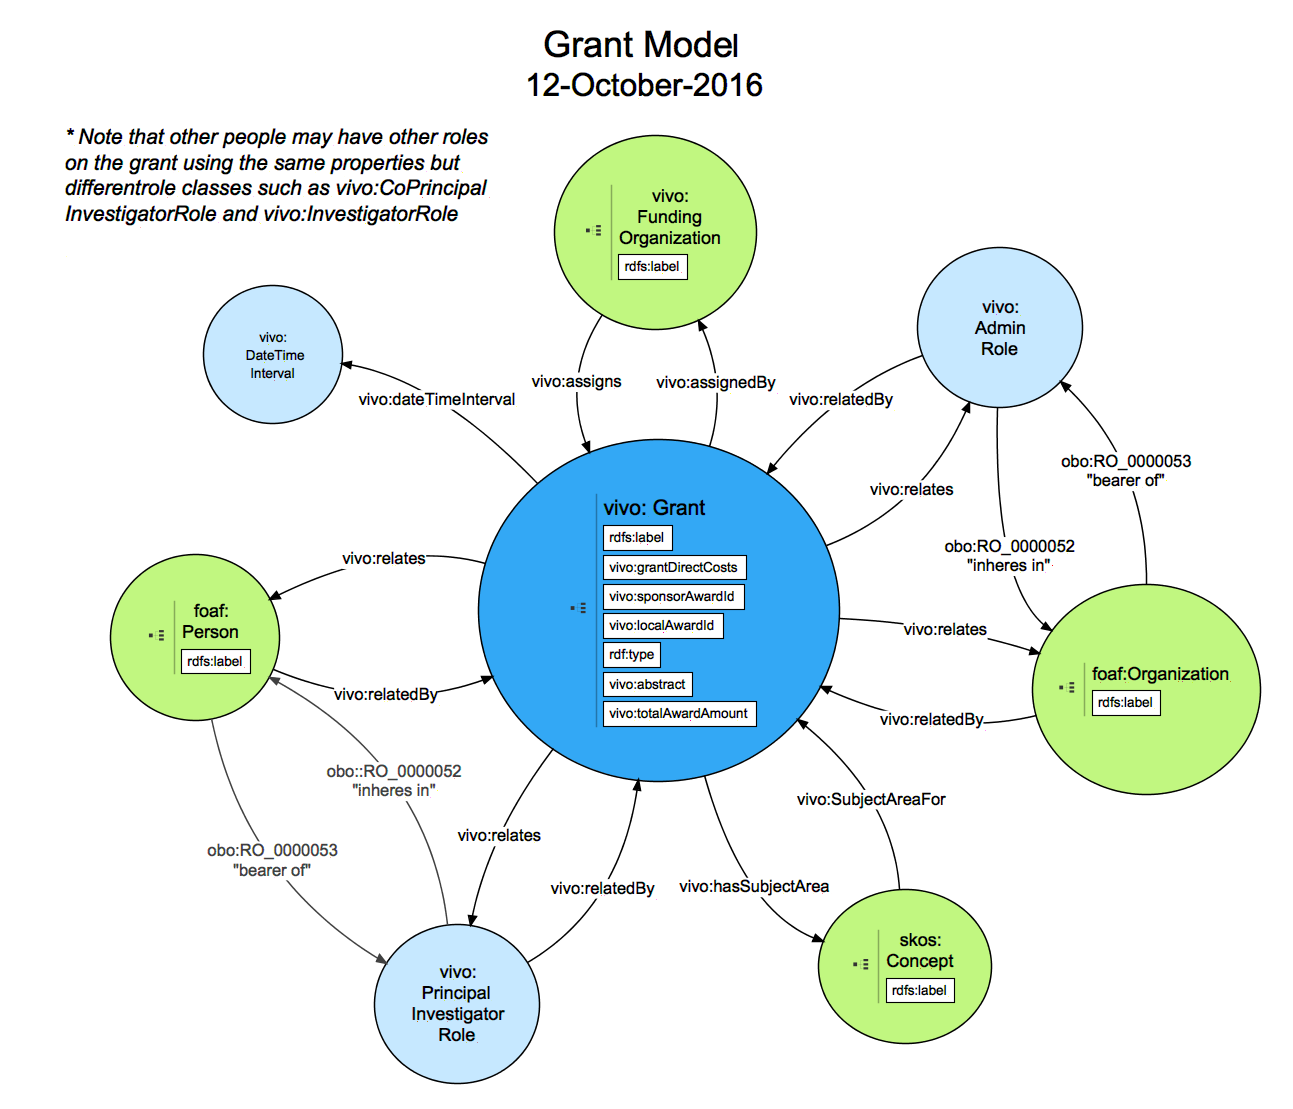 Grant Model
12-October-2016
* Note that other people may have other roles
on the grant using the same properties but
differentrole classes such as vivo:CoPrincipal
InvestigatorRole and vivo:InvestigatorRole
vivo:
Funding
Organization
rdfs:label
vivo:
Admin
Role
vivo:
DateTime
Interval
vivo:assigns
vivo:assignedBy
vivo:dateTimeInterval
vivo:relatedBy
obo:RO_0000053
"bearer of"
vivo:relates
vivo: Grant
rdfs:label
vivo:grantDirectCosts
vivo:sponsorAwardId
vivo:localAwardId
rdf:type
vivo:abstract
vivo:totalAwardAmount
obo:RO_0000052
"inheres in"
vivo:relates
foaf:
Person
rdfs:label
vivo:relates
foaf:Organization
rdfs:label
vivo:relatedBy
vivo:relatedBy
obo::RO_0000052
"inheres in"
vivo:SubjectAreaFor
vivo:relates
obo:RO_0000053
"bearer of"
vivo:relatedBy
vivo:hasSubjectArea
skos:
Concept
rdfs:label
vivo:
Principal
Investigator
Role